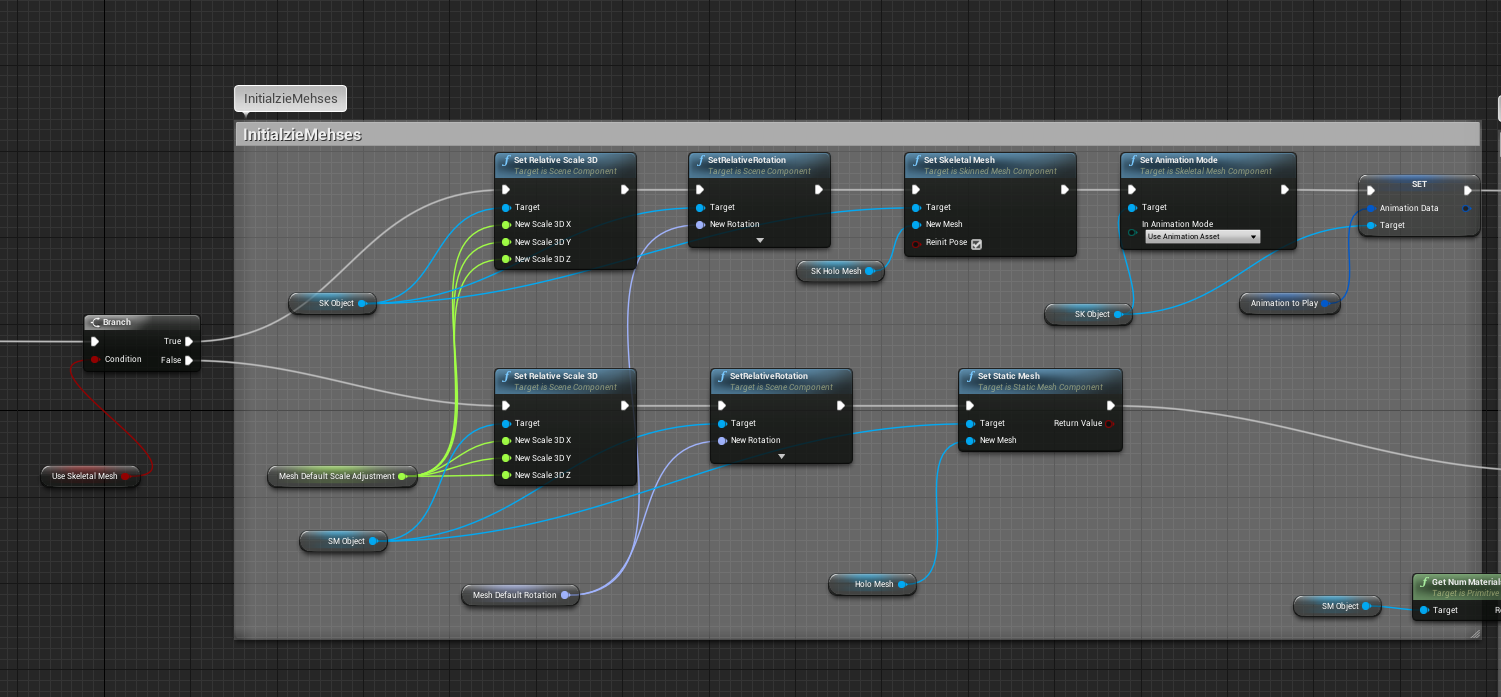 InitialzieMehses
InitialzieMehses
Set Relative Scale 3D
Target is Scene Component
Target
New Scale 3D X
New Scale 3D Y
New Scale 3D Z
SetRelativeRotation
Target is Scene Component
Target
New Rotation
Set Skeletal Mesh
Target is Skinned Mesh Component
Target
New Mesh
Reinit Pose
Set Animation Mode
Target is Skeletal Mesh Component
Target
In Animation Mode
Use Animation Asset
SET
Animation Data
Target
SK Holo Mesh
SK Object
SK Object
Animation to Play
Branch
True
Condition
False
Use Skeletal Mesh
Set Relative Scale 3D
Target is Scene Component
Target
New Scale 3D X
New Scale 3D Y
New Scale 3D Z
SetRelativeRotation
Target is Scene Component
Target
New Rotation
Set Static Mesh
Target is Static Mesh Component
Target
Return Value
New Mesh
Mesh Default Scale Adjustment
SM Object
Mesh Default Rotation
Holo Mesh
SM Object
Get Num Material
Target is Primitive
Target